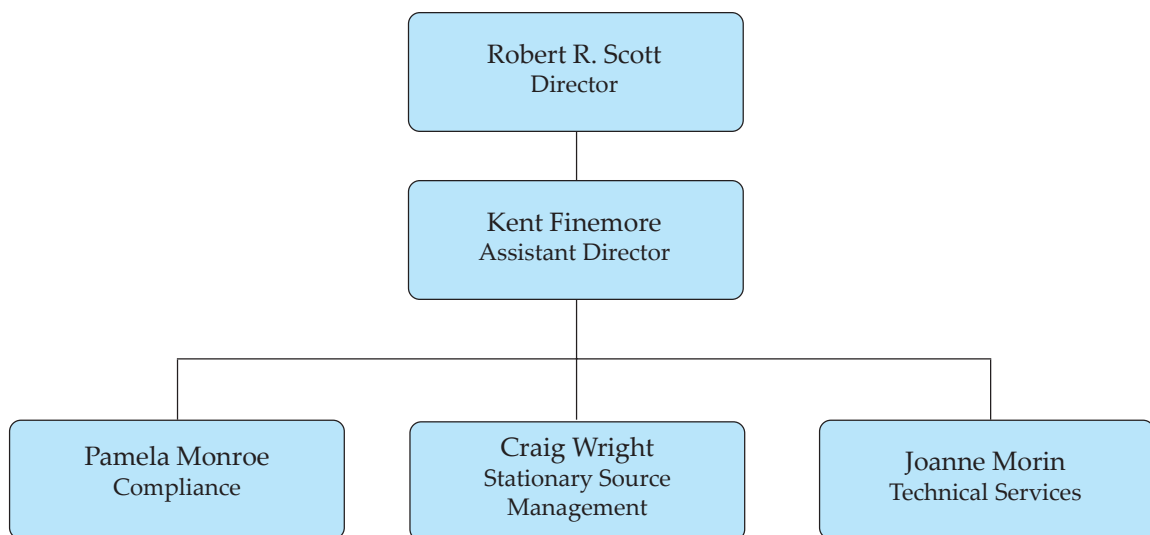 Robert R. Scott
Director
Kent Finemore
Assistant Director
Pamela Monroe
Compliance
Craig Wright
Stationary Source
Management
Joanne Morin
Technical Services